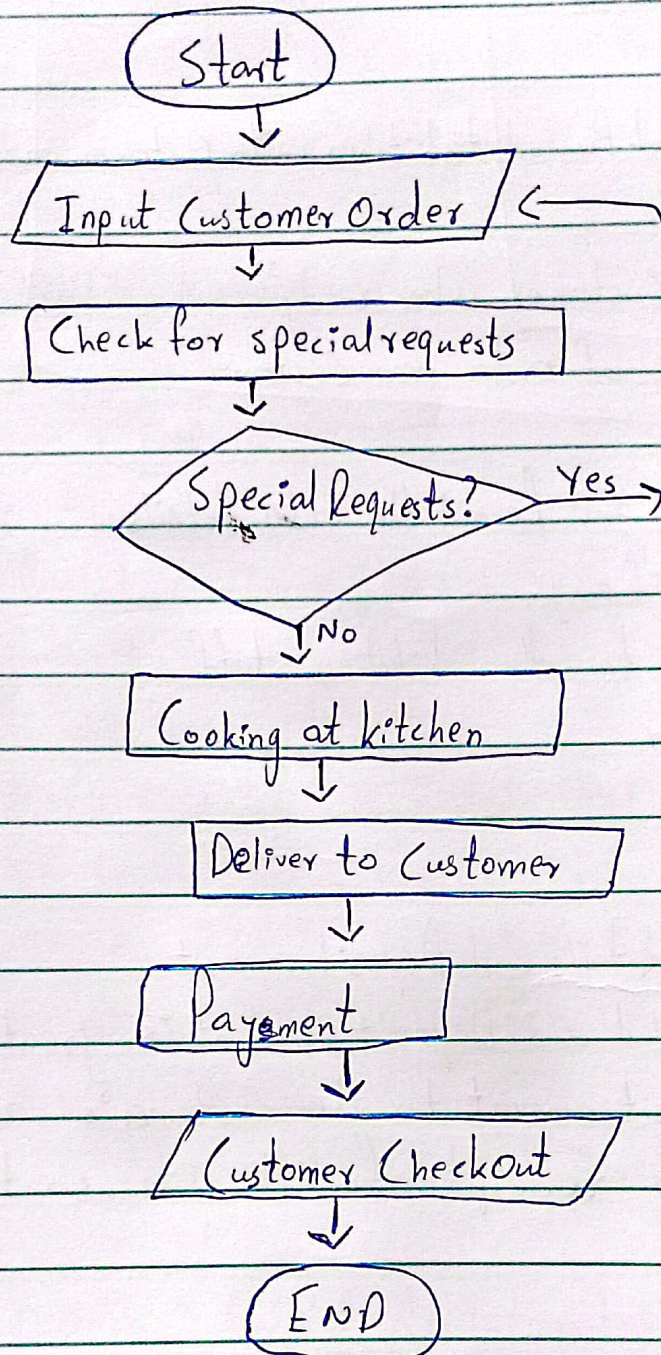 Start
Input Customer Order
Check for special requests
Special Requests?
Yes
No
Cooking at kitchen
Deliver to Customer
Payment
Customer Checkout
END